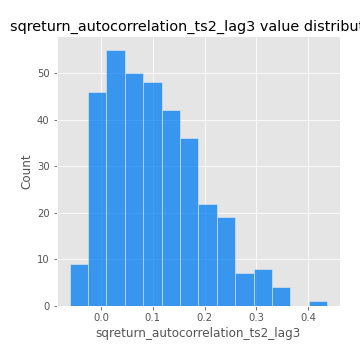 sqreturn_autocorrelation_ts2_lag3 value distribut
50
40
30
20
10
0
Count
0.0 0.1 0.2 0.3 0.4
sqreturn_autocorrelation_ts2_lag3